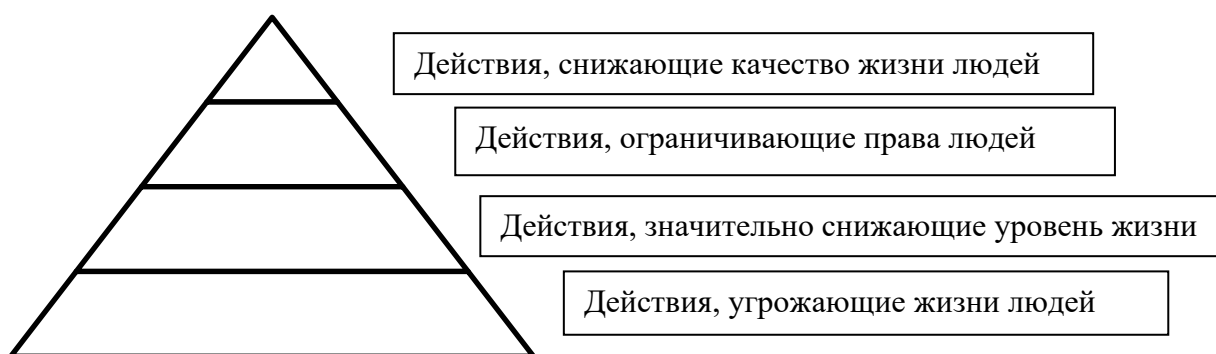 Действия, снижающие качество жизни людей
Действия, ограничивающие права людей
Действия, значительно снижающие уровень жизни
Действия, угрожающие жизни людей